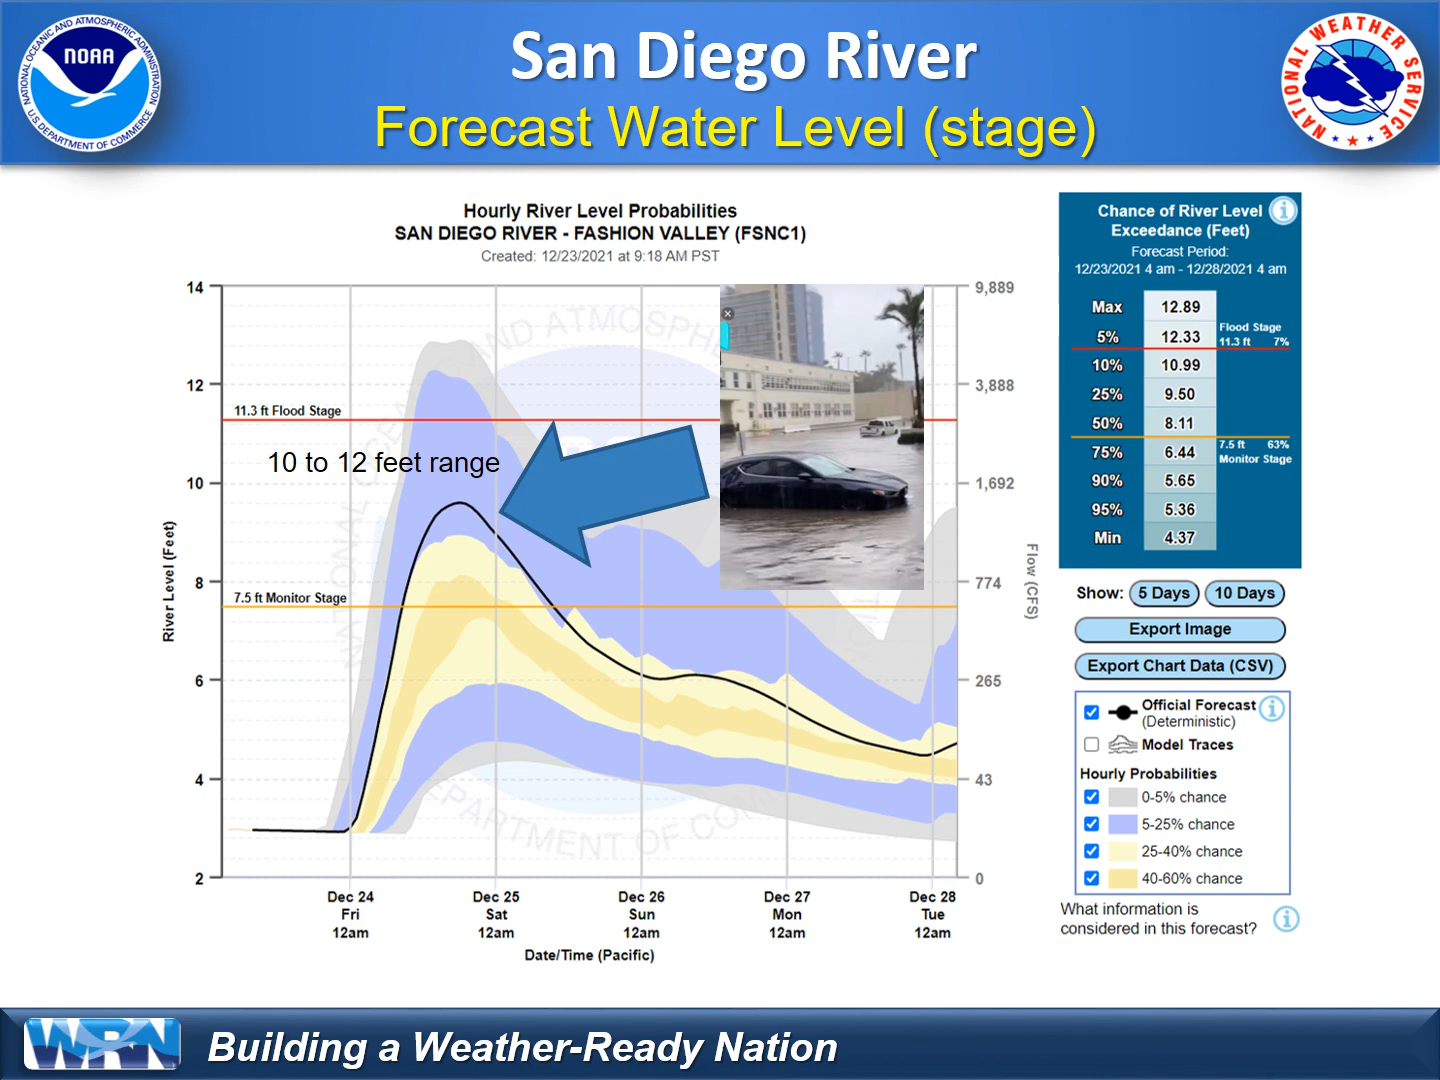 NATIONAL OCEANIC AND ATMOSPHERIC ADMINISTRATION
U.S. DEPARTMENT OF COMMERCE
NOAA
San Diego River
Forecast Water Level (stage)
NATIONAL WEATHER SERVICE
Hourly River Level Probabilities
SAN DIEGO RIVER - FASHION VALLEY (FSNC1)
Created: 12/23/2021 at 9:18 AM PST
14
12
10
8
6
4
2
River Level (Feet)
11.3 ft Flood Stage
10 to 12 feet range
7.5 ft Monitor Stage
9,889
3,888
1,692
774
265
43
0
Flow (CFS)
Dec 24
Fri
12am
Dec 25
Sat
12am
Dec 26
Sun
12am
Dec 27
Mon
12am
Dec 28
Tue
12am
Date/Time (Pacific)
Chance of River Level
Exceedance (Feet)
Forecast Period:
12/23/2021 4 am - 12/28/2021 4 am
Max 12.89
5% 12.33
Flood Stage
11.3 ft 7%
10% 10.99
25% 9.50
50% 8.11
7.5 ft 63%
Monitor Stage
75% 6.44
90% 5.65
95% 5.36
Min 4.37
Show: 5 Days 10 Days
Export Image
Export Chart Data (CSV)
Official Forecast
(Deterministic)
Model Traces
Hourly Probabilities
0-5% chance
5-25% chance
25-40% chance
40-60% chance
What information is
considered in this forecast?
WRN
Building a Weather-Ready Nation